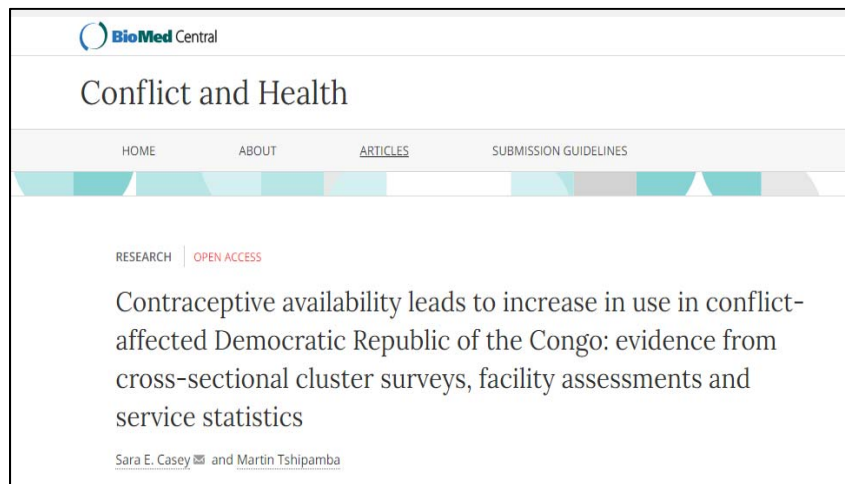 BioMed Central
Conflict and Health
HOME ABOUT ARTICLES SUBMISSION GUIDELINES
RESEARCH OPEN ACCESS
Contraceptive availability leads to increase in use in conflict-
affected Democratic Republic of the Congo: evidence from
cross-sectional cluster surveys, facility assessments and
service statistics
Sara E. Casey and Martin Tshipamba